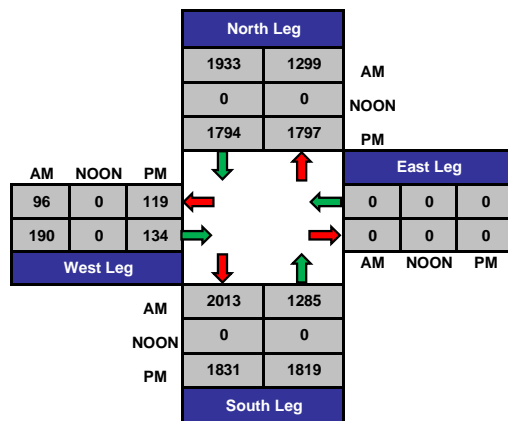 North Leg
1933 1299 AM
0 0 NOON
1794 1797 PM
AM NOON PM East Leg
96 0 119 0 0 0
190 0 134 0 0 0
West Leg AM NOON PM
AM 2013 1285
NOON 0 0
PM 1831 1819
South Leg